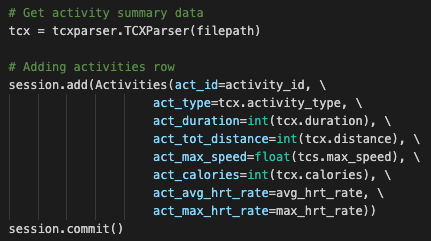 # Get activity summary data
tcx = tcxparser.TCXParser(filepath)

# Adding activities row
session.add(Activities(act_id=activity_id, \
                       act_type=tcx.activity_type, \
                       act_duration=int(tcx.duration), \
                       act_tot_distance=int(tcx.distance), \
                       act_max_speed=float(tcs.max_speed), \
                       act_calories=int(tcx.calories), \
                       act_avg_hrt_rate=avg_hrt_rate, \
                       act_max_hrt_rate=max_hrt_rate))
session.commit()